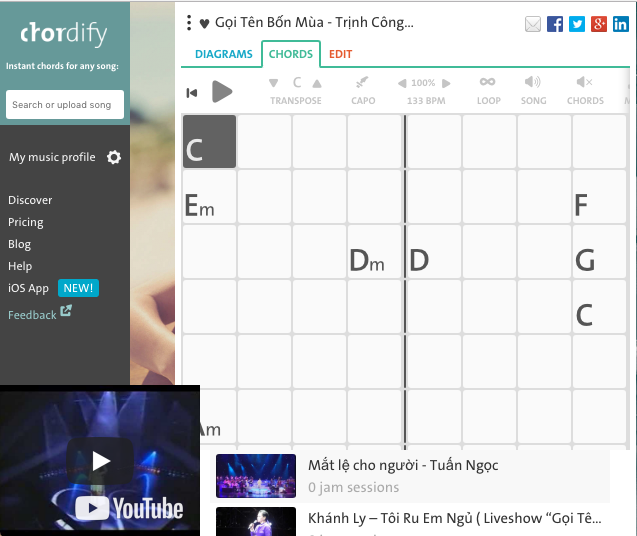 chordify
Instant chords for any song:
Search or upload song
My music profile
Discover
Pricing
Blog
Help
iOS App NEW!
Feedback
♥ Gọi Tên Bốn Mùa - Trịnh Công...
DIAGRAMS CHORDS EDIT
C 100%
TRANSPOSE CAPO 133 BPM LOOP SONG CHORDS
C
Em F
Dm D G
C
Am
YouTube
Mắt lệ cho người - Tuấn Ngọc
0 jam sessions
Khánh Ly – Tôi Ru Em Ngủ ( Liveshow “Gọi Tê...